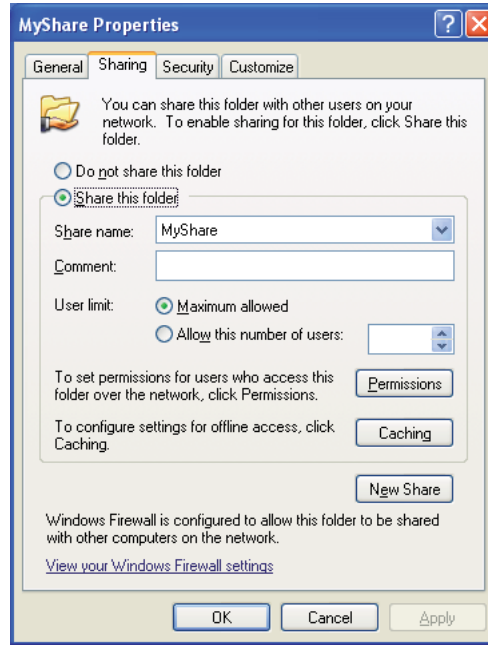 MyShare Properties
General Sharing Security Customize
You can share this folder with other users on your
network. To enable sharing for this folder, click Share this
folder.
Do not share this folder
Share this folder
Share name: MyShare
Comment:
User limit: Maximum allowed
Allow this number of users:
To set permissions for users who access this
folder over the network, click Permissions.
Permissions
To configure settings for offline access, click
Caching.
Caching
New Share
Windows Firewall is configured to allow this folder to be shared
with other computers on the network.
View your Windows Firewall settings
OK Cancel Apply